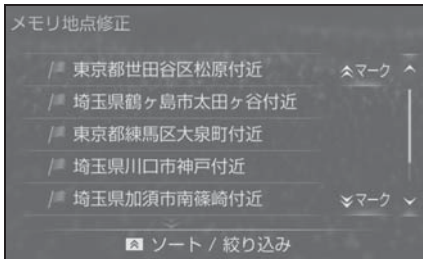 メモリ地点修正
東京都世田谷区松原付近
マーク
埼玉県鶴ヶ島市太田ヶ谷付近
東京都練馬区大泉町付近
埼玉県川口市神戸付近
埼玉県加須市南篠崎付近
マーク
ソート / 絞り込み